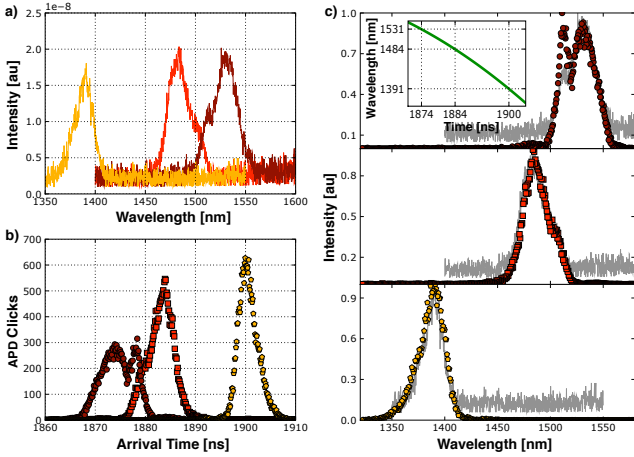 a)
2.5 1e−8
2.0
1.5
1.0
0.5
0.0
Intensity [au]
1350 1400 1450 1500 1550 1600
Wavelength [nm]
b)
700
600
500
400
300
200
100
0
APD Clicks
1860 1870 1880 1890 1900 1910
Arrival Time [ns]
c)
1.0
0.7
0.4
0.1
Wavelength [nm]
1531
1484
1391
1874 1884 1900
Time [ns]
0.8
0.5
0.2
Intensity [au]
0.9
0.6
0.3
0.0
1400 1450 1500 1550
Wavelength [nm]